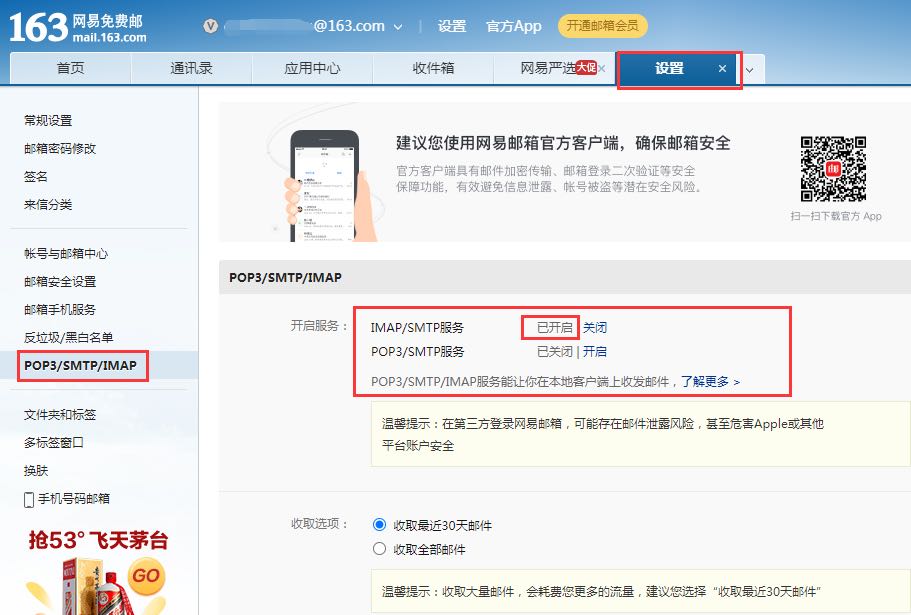 163 网易免费邮
mail.163.com
V @163.com 设置 官方App 开通邮箱会员
首页 通讯录 应用中心 收件箱 网易严选 大促 × 设置 ×
常规设置
邮箱密码修改
签名
来信分类
帐号与邮箱中心
邮箱安全设置
邮箱手机服务
反垃圾/黑白名单
POP3/SMTP/IMAP
文件夹和标签
多标签窗口
换肤
手机号码邮箱
抢53°飞天茅台
GO
建议您使用网易邮箱官方客户端，确保邮箱安全
官方客户端具有邮件加密传输、邮箱登录二次验证等安全
保障功能，有效避免信息泄露、帐号被盗等潜在安全风险。
邮
扫一扫下载官方 App
POP3/SMTP/IMAP
开启服务： IMAP/SMTP服务 已开启 关闭
POP3/SMTP服务 已关闭 | 开启
POP3/SMTP/IMAP服务能让你在本地客户端上收发邮件，了解更多 >
温馨提示：在第三方登录网易邮箱，可能存在邮件泄露风险，甚至危害Apple或其他
平台账户安全
收取选项： 收取最近30天邮件
收取全部邮件
温馨提示：收取大量邮件，会耗费您更多的流量，建议您选择“收取最近30天邮件”